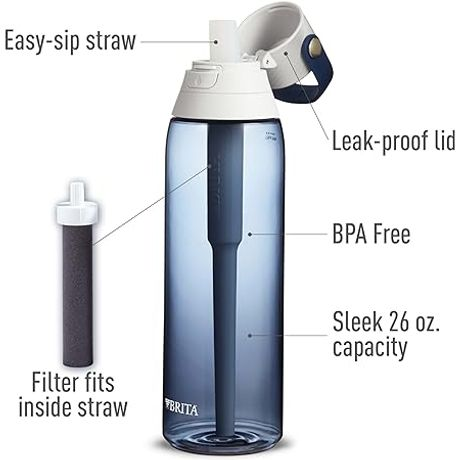 Easy-sip straw
Leak-proof lid
BPA Free
Sleek 26 oz.
capacity
Filter fits
inside straw
BRITA